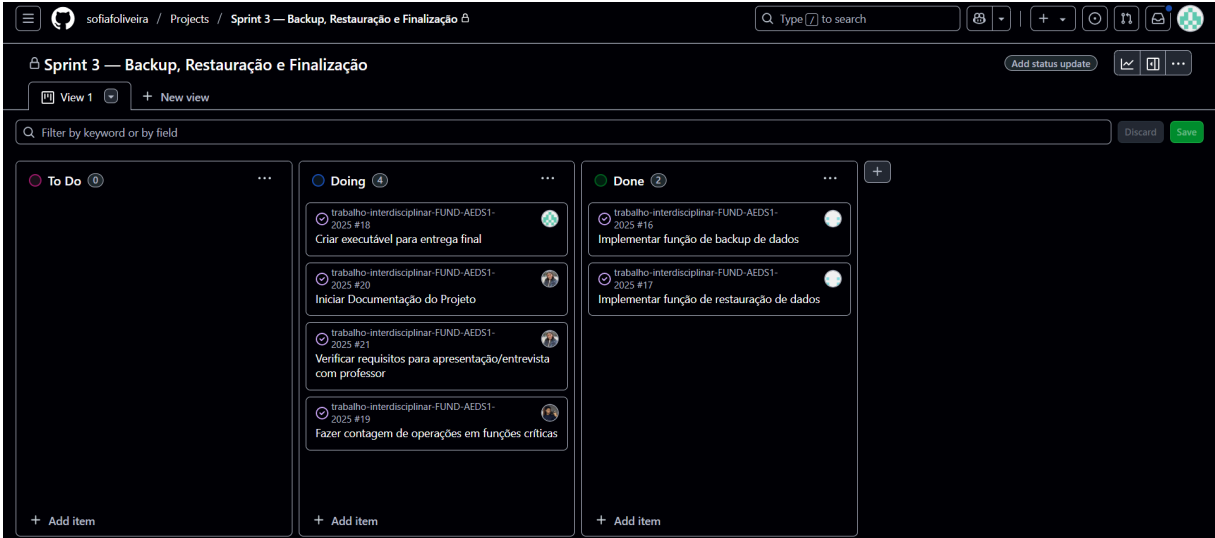 sofiafoliveira / Projects / Sprint 3 — Backup, Restauração e Finalização
Type / to search
Sprint 3 — Backup, Restauração e Finalização
Add status update
View 1
+ New view
Filter by keyword or by field
Discard
Save
To Do 0
+ Add item
Doing 4
trabalho-interdisciplinar-FUND-AEDS1-
2025 #18
Criar executável para entrega final
trabalho-interdisciplinar-FUND-AEDS1-
2025 #20
Iniciar Documentação do Projeto
trabalho-interdisciplinar-FUND-AEDS1-
2025 #21
Verificar requisitos para apresentação/entrevista
com professor
trabalho-interdisciplinar-FUND-AEDS1-
2025 #19
Fazer contagem de operações em funções críticas
+ Add item
Done 2
trabalho-interdisciplinar-FUND-AEDS1-
2025 #16
Implementar função de backup de dados
trabalho-interdisciplinar-FUND-AEDS1-
2025 #17
Implementar função de restauração de dados
+ Add item